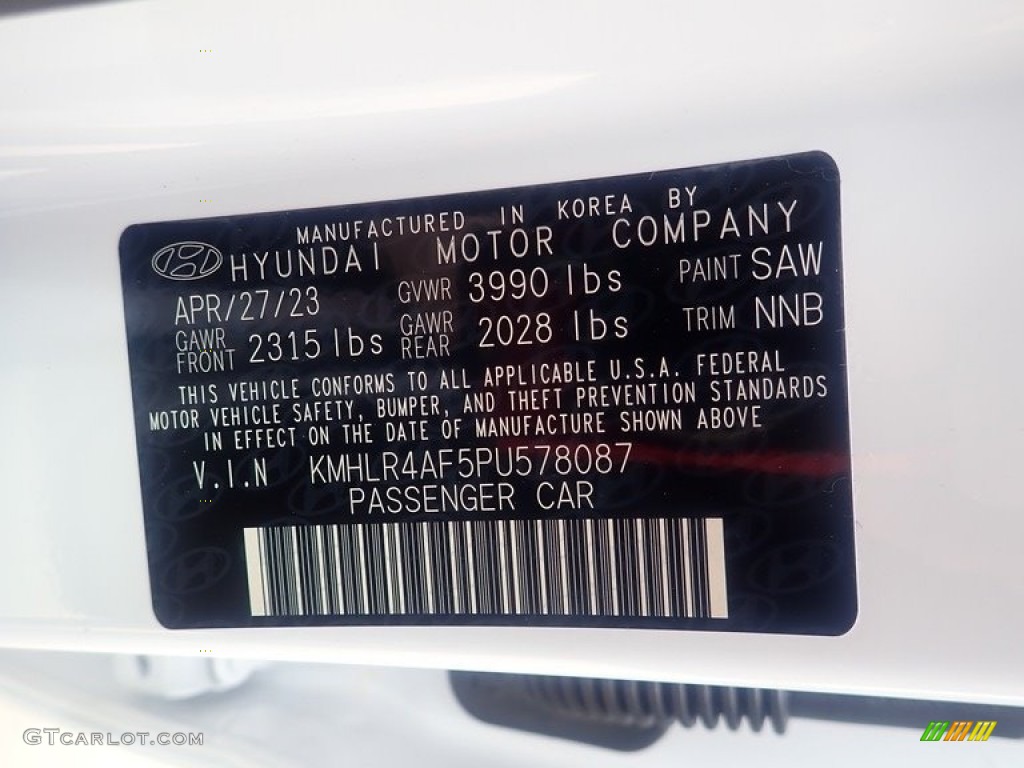 MANUFACTURED IN KOREA BY
HYUNDAI MOTOR COMPANY
APR/27/23 GVWR 3990 lbs PAINT SAW
GAWR FRONT 2315 lbs GAWR REAR 2028 lbs TRIM NNB
THIS VEHICLE CONFORMS TO ALL APPLICABLE U.S.A. FEDERAL
MOTOR VEHICLE SAFETY, BUMPER, AND THEFT PREVENTION STANDARDS
IN EFFECT ON THE DATE OF MANUFACTURE SHOWN ABOVE
V.I.N KMHLR4AF5PU578087
PASSENGER CAR
GTCARLOT.COM